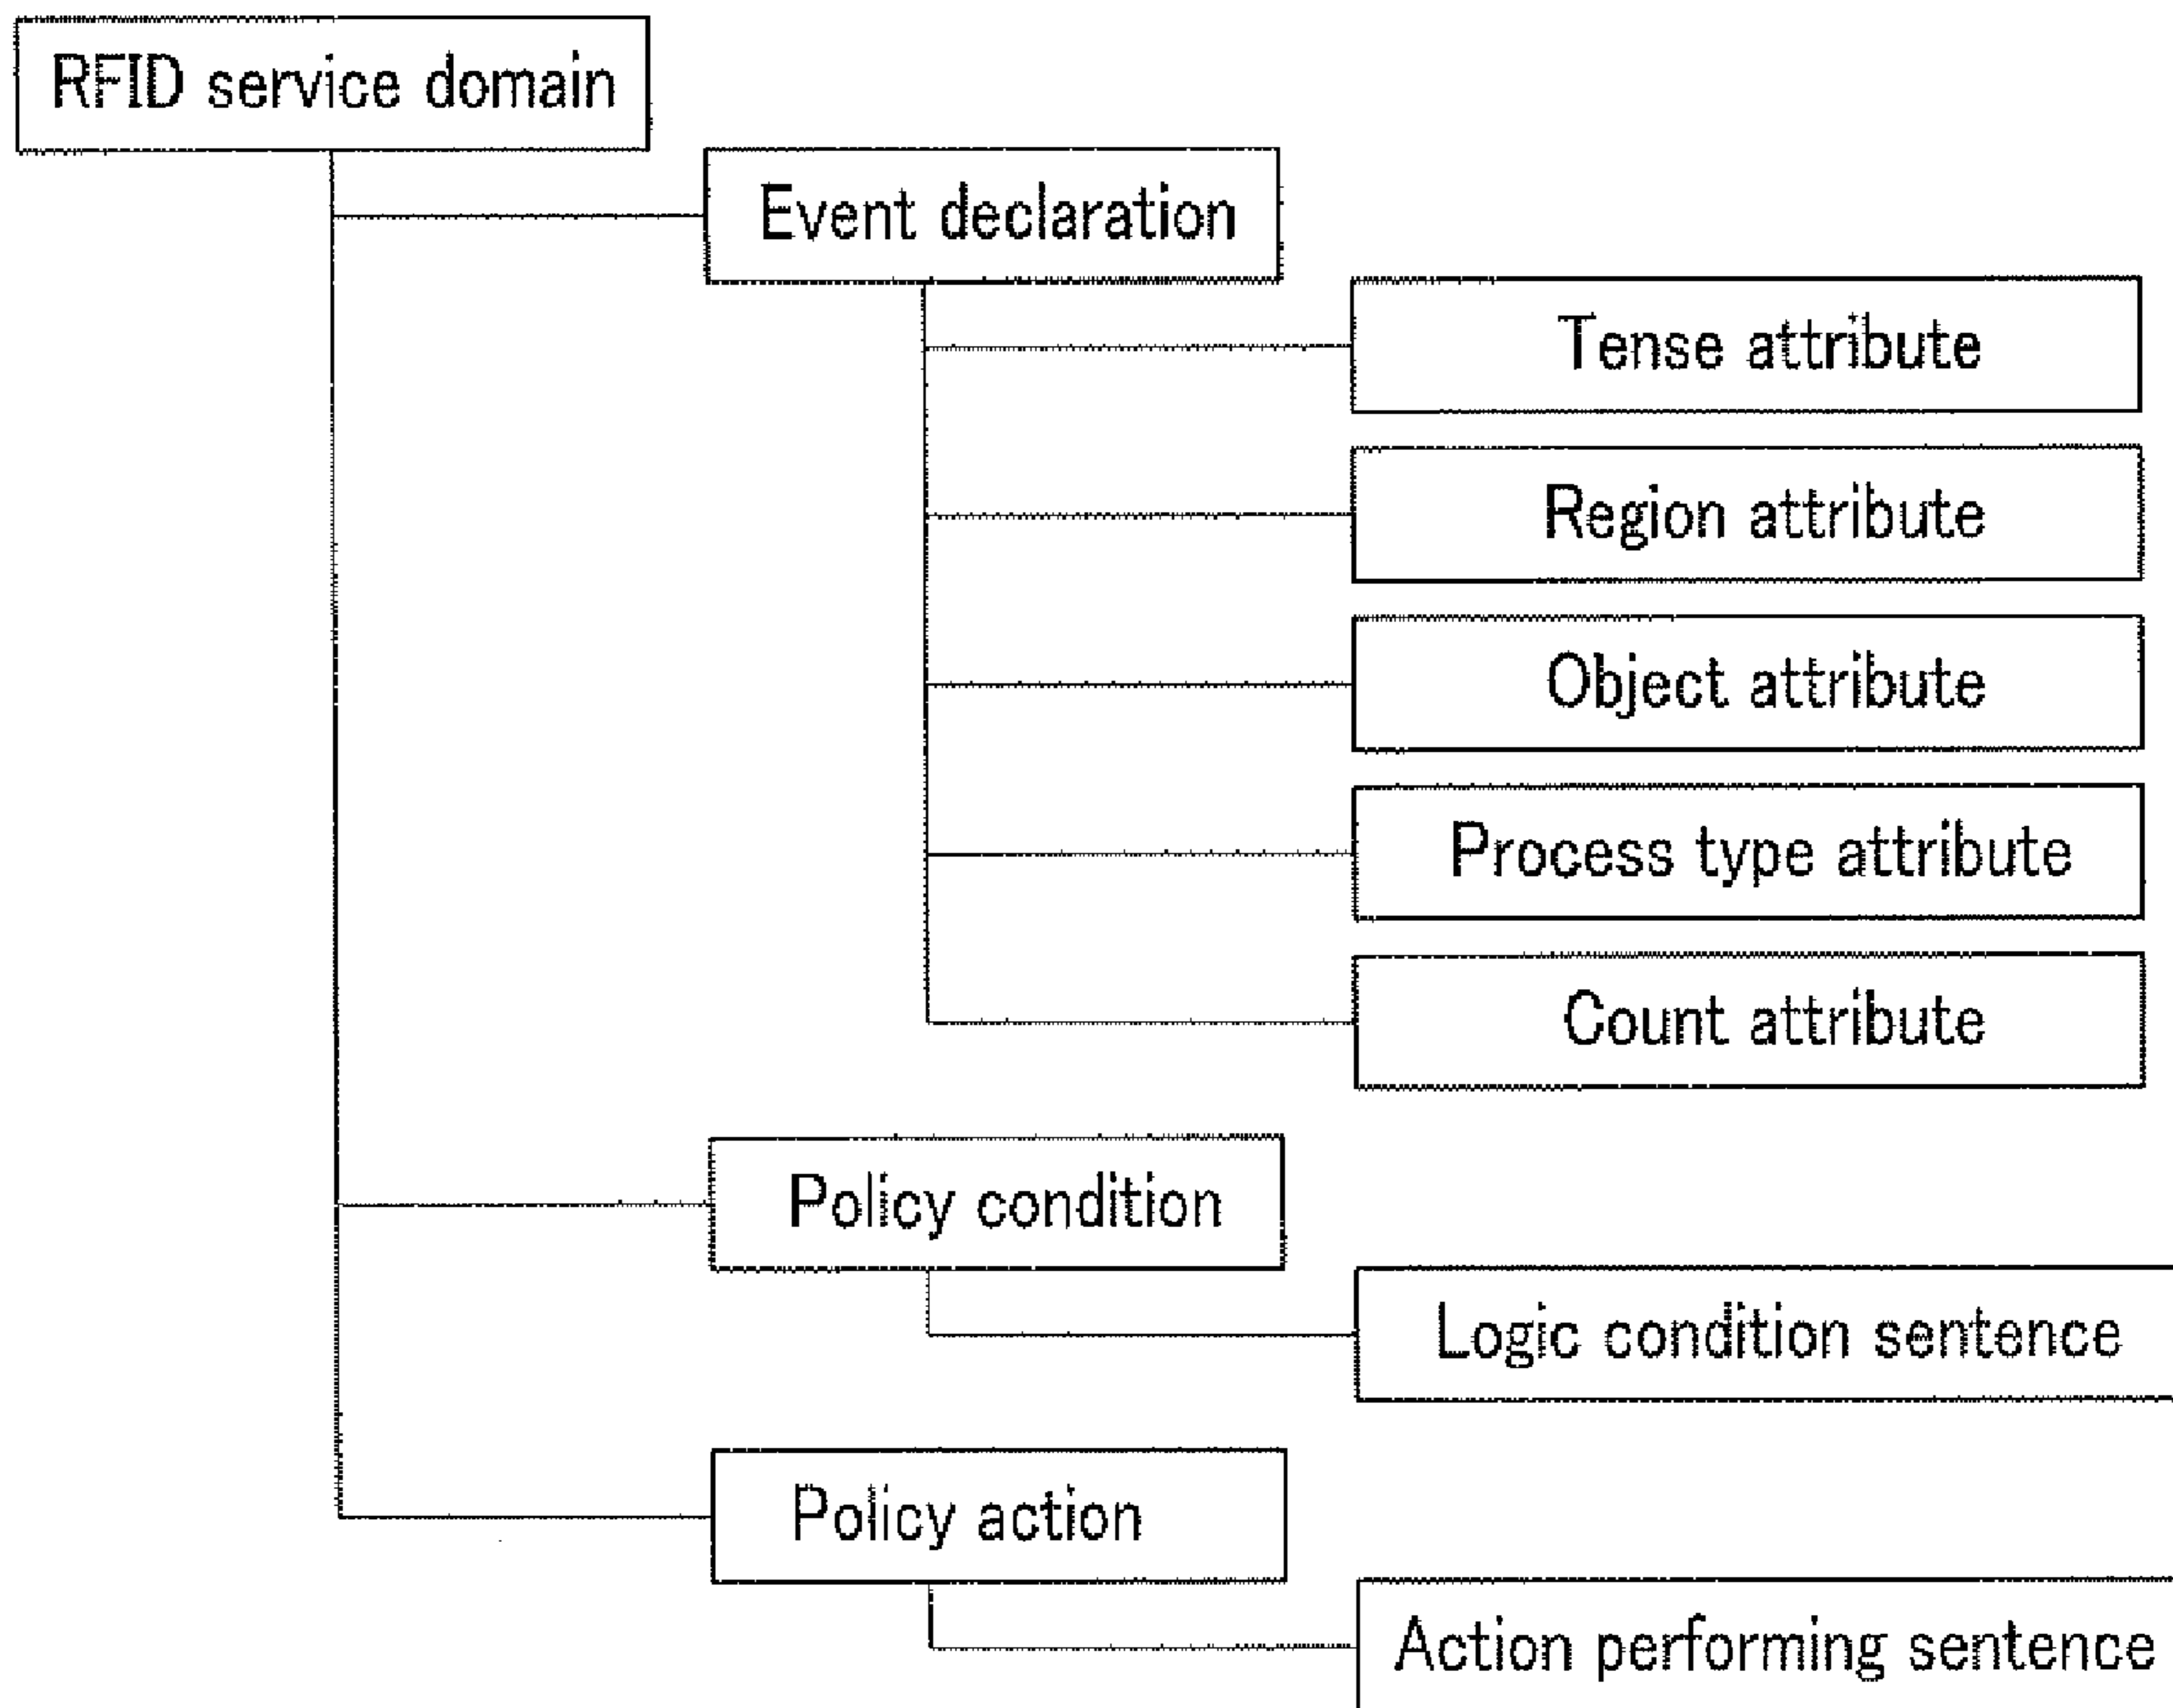 RFID service domain
Event declaration
Tense attribute
Region attribute
Object attribute
Process type attribute
Count attribute
Policy condition
Logic condition sentence
Policy action
Action performing sentence